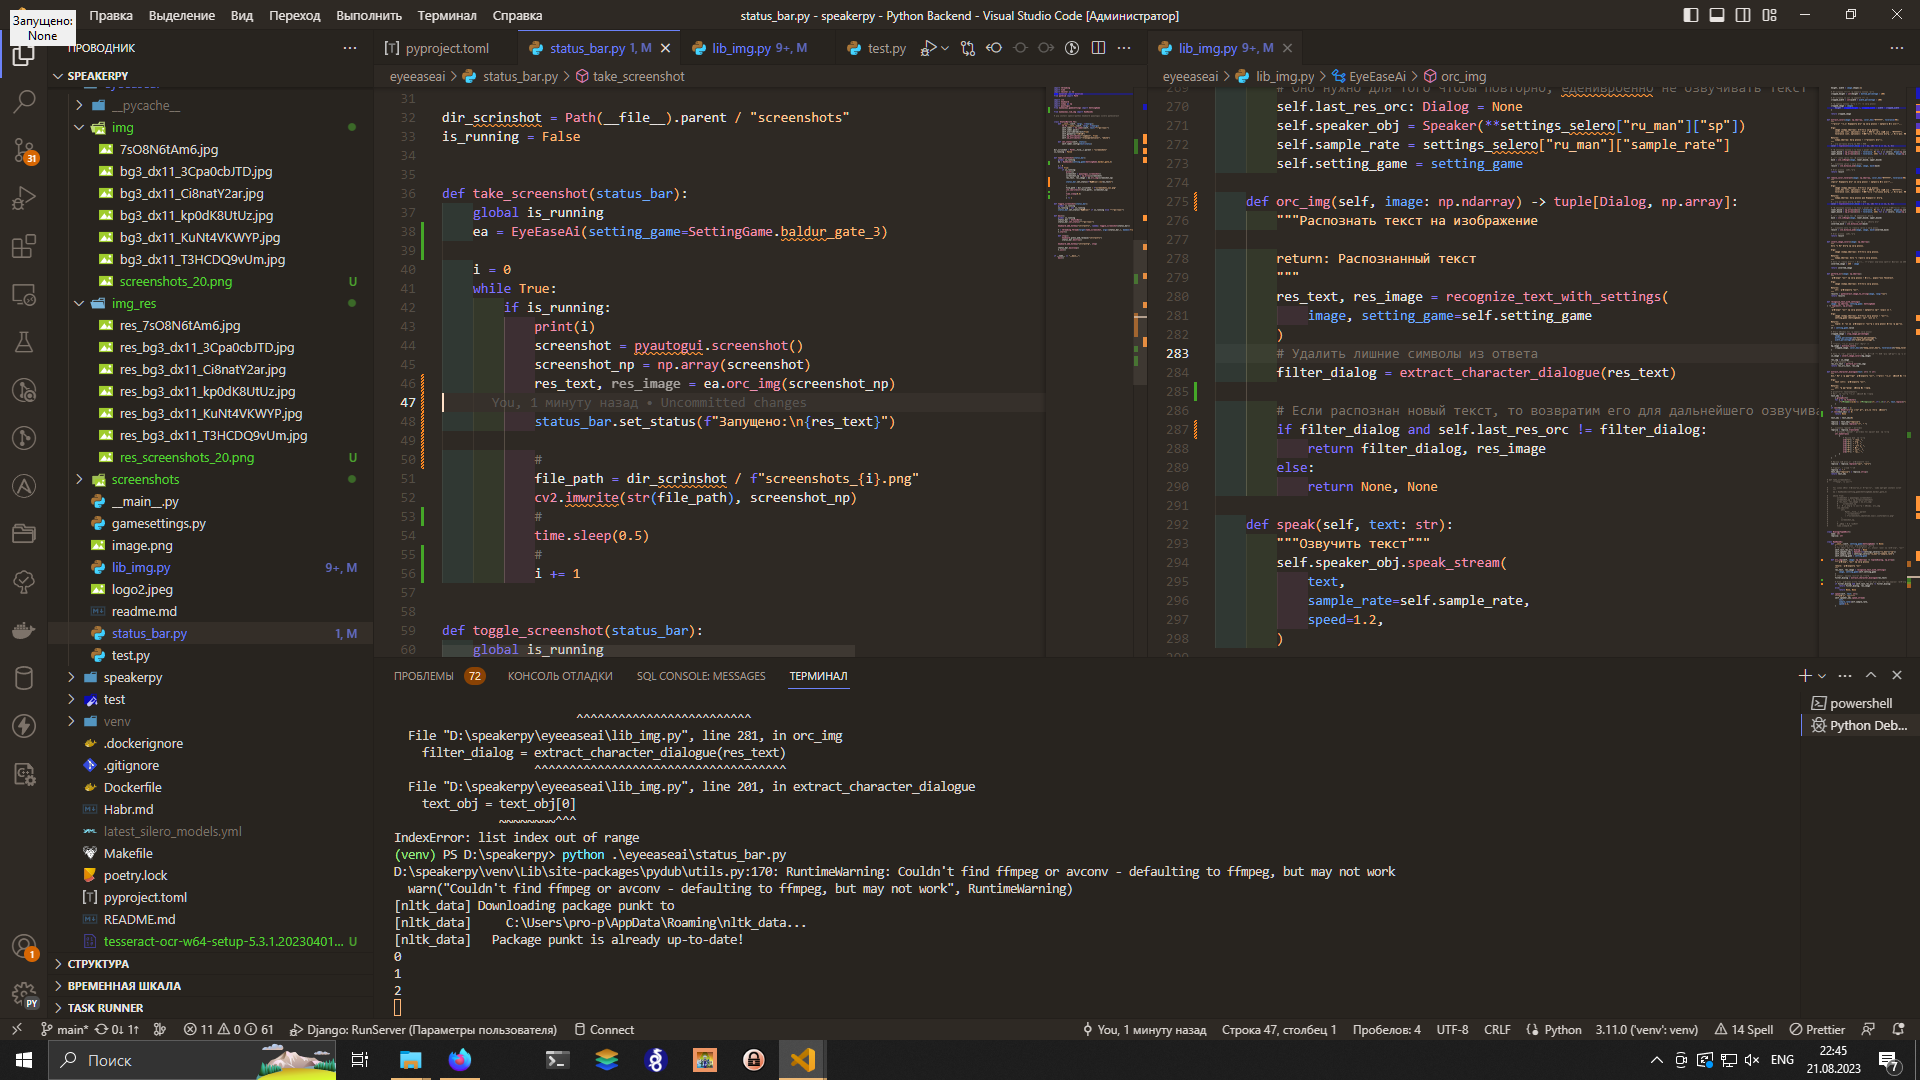 Запущено:
None
Правка
Выделение
Вид
Переход
Выполнить
Терминал
Справка
status_bar.py - speakerpy - Python Backend - Visual Studio Code [Администратор]
ПРОВОДНИК
SPEAKERPY
__pycache__
img
7sO8N6tAm6.jpg
bg3_dx11_3Cpa0cbJTD.jpg
bg3_dx11_Ci8natY2ar.jpg
bg3_dx11_kp0dK8UtUz.jpg
bg3_dx11_KuNt4VKWYP.jpg
bg3_dx11_T3HCDQ9vUm.jpg
screenshots_20.png U
img_res
res_7sO8N6tAm6.jpg
res_bg3_dx11_3Cpa0cbJTD.jpg
res_bg3_dx11_Ci8natY2ar.jpg
res_bg3_dx11_kp0dK8UtUz.jpg
res_bg3_dx11_KuNt4VKWYP.jpg
res_bg3_dx11_T3HCDQ9vUm.jpg
res_screenshots_20.png U
screenshots
__main__.py
gamesettings.py
image.png
lib_img.py 9+, M
logo2.jpeg
readme.md
status_bar.py 1, M
test.py
speakerpy
test
venv
.dockerignore
.gitignore
Dockerfile
Habr.md
latest_silero_models.yml
Makefile
poetry.lock
pyproject.toml
README.md
tesseract-ocr-w64-setup-5.3.1.20230401... U
СТРУКТУРА
ВРЕМЕННАЯ ШКАЛА
TASK RUNNER
31
1
PY
pyproject.toml
status_bar.py 1, M
lib_img.py 9+, M
test.py
eyeeaseai > status_bar.py > take_screenshot
31
32 dir_scrinshot = Path(__file__).parent / "screenshots"
33 is_running = False
34
35
36 def take_screenshot(status_bar):
37 global is_running
38 ea = EyeEaseAi(setting_game=SettingGame.baldur_gate_3)
39
40 i = 0
41 while True:
42 if is_running:
43 print(i)
44 screenshot = pyautogui.screenshot()
45 screenshot_np = np.array(screenshot)
46 res_text, res_image = ea.orc_img(screenshot_np)
47 You, 1 минуту назад • Uncommitted changes
48 status_bar.set_status(f"Запущено:\n{res_text}")
49
50 #
51 file_path = dir_scrinshot / f"screenshots_{i}.png"
52 cv2.imwrite(str(file_path), screenshot_np)
53 #
54 time.sleep(0.5)
55 #
56 i += 1
57
58
59 def toggle_screenshot(status_bar):
60 global is_running
lib_img.py 9+, M
eyeeaseai > lib_img.py > EyeEaseAi > orc_img
269 # Оно нужно для того чтобы повторно, еденивроенно не озвучивать текст
270 self.last_res_orc: Dialog = None
271 self.speaker_obj = Speaker(**settings_selero["ru_man"]["sp"])
272 self.sample_rate = settings_selero["ru_man"]["sample_rate"]
273 self.setting_game = setting_game
274
275 def orc_img(self, image: np.ndarray) -> tuple[Dialog, np.array]:
276 """Распознать текст на изображение
277
278 return: Распознанный текст
279 """
280 res_text, res_image = recognize_text_with_settings(
281 image, setting_game=self.setting_game
282 )
283 # Удалить лишние символы из ответа
284 filter_dialog = extract_character_dialogue(res_text)
285
286 # Если распознан новый текст, то возвратим его для дальнейшего озвучива
287 if filter_dialog and self.last_res_orc != filter_dialog:
288 return filter_dialog, res_image
289 else:
290 return None, None
291
292 def speak(self, text: str):
293 """Озвучить текст"""
294 self.speaker_obj.speak_stream(
295 text,
296 sample_rate=self.sample_rate,
297 speed=1.2,
298 )
ПРОБЛЕМЫ 72
КОНСОЛЬ ОТЛАДКИ
SQL CONSOLE: MESSAGES
ТЕРМИНАЛ
^^^^^^^^^^^^^^^^^^^^^^^^^
File "D:\speakerpy\eyeeaseai\lib_img.py", line 281, in orc_img
filter_dialog = extract_character_dialogue(res_text)
^^^^^^^^^^^^^^^^^^^^^^^^^^^^^^^^^^^^
File "D:\speakerpy\eyeeaseai\lib_img.py", line 201, in extract_character_dialogue
text_obj = text_obj[0]
~~~~~~~~^^^
IndexError: list index out of range
(venv) PS D:\speakerpy> python .\eyeeaseai\status_bar.py
D:\speakerpy\venv\Lib\site-packages\pydub\utils.py:170: RuntimeWarning: Couldn't find ffmpeg or avconv - defaulting to ffmpeg, but may not work
warn("Couldn't find ffmpeg or avconv - defaulting to ffmpeg, but may not work", RuntimeWarning)
[nltk_data] Downloading package punkt to
[nltk_data] C:\Users\pro-p\AppData\Roaming\nltk_data...
[nltk_data] Package punkt is already up-to-date!
0
1
2
powershell
Python Deb...
main*
0↓ 1↑
11
0
61
Django: RunServer (Параметры пользователя)
Connect
You, 1 минуту назад
Строка 47, столбец 1
Пробелов: 4
UTF-8
CRLF
Python
3.11.0 ('venv': venv)
14 Spell
Prettier
Поиск
ENG
22:45
21.08.2023
7